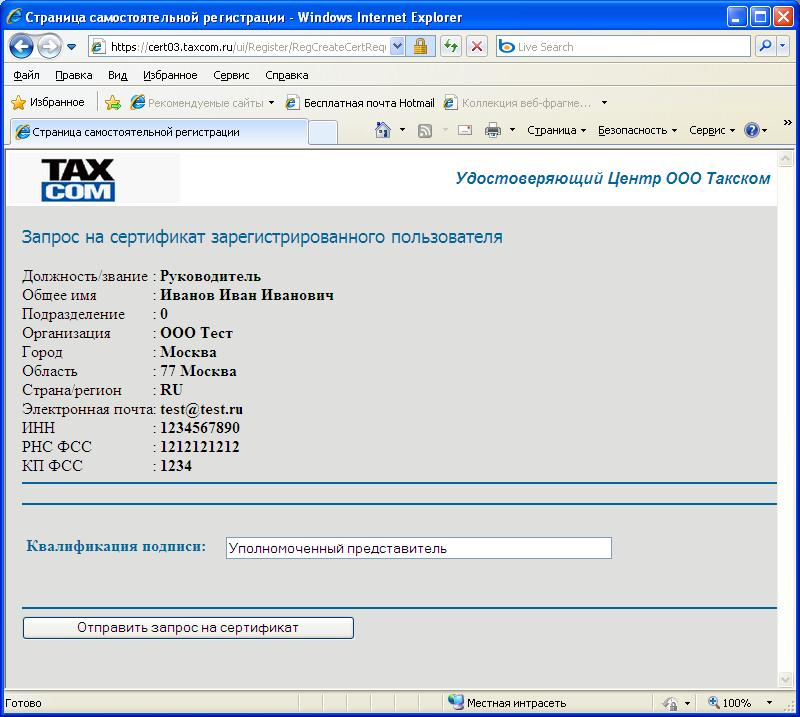 Страница самостоятельной регистрации - Windows Internet Explorer
https://cert03.taxcom.ru/ui/Register/RegCreateCertReq
Live Search
Файл Правка Вид Избранное Сервис Справка
Избранное Рекомендуемые сайты Бесплатная почта Hotmail Коллекция веб-фрагме...
Страница самостоятельной регистрации Страница Безопасность Сервис
TAX
COM
Удостоверяющий Центр ООО Такском
Запрос на сертификат зарегистрированного пользователя
Должность/звание : Руководитель
Общее имя : Иванов Иван Иванович
Подразделение : 0
Организация : ООО Тест
Город : Москва
Область : 77 Москва
Страна/регион : RU
Электронная почта: test@test.ru
ИНН : 1234567890
РНС ФСС : 1212121212
КП ФСС : 1234
Квалификация подписи: Уполномоченный представитель
Отправить запрос на сертификат
Готово Местная интрасеть 100%